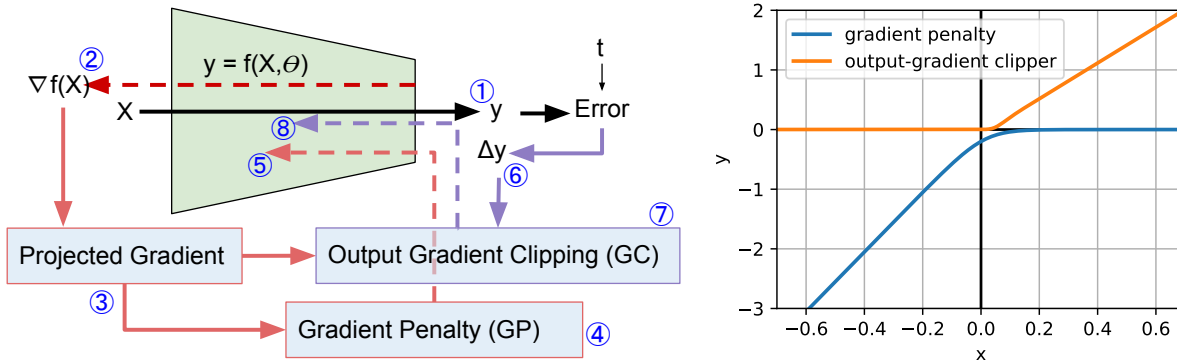 ②
y = f(X,Θ)
t
∇ f(X)
X
①
y
Error
⑧
Δy
⑤
⑥
⑦
Projected Gradient
Output Gradient Clipping (GC)
③
Gradient Penalty (GP)
④
gradient penalty
output-gradient clipper
2
1
0
−1
−2
−3
y
−0.6
−0.4
−0.2
0.0
0.2
0.4
0.6
x